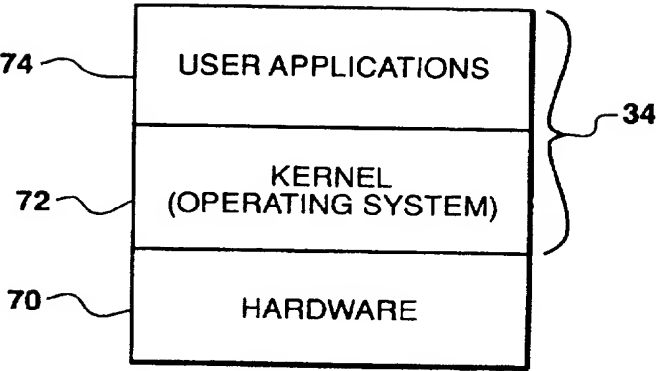 74
USER APPLICATIONS
34
72
KERNEL
(OPERATING SYSTEM)
70
HARDWARE